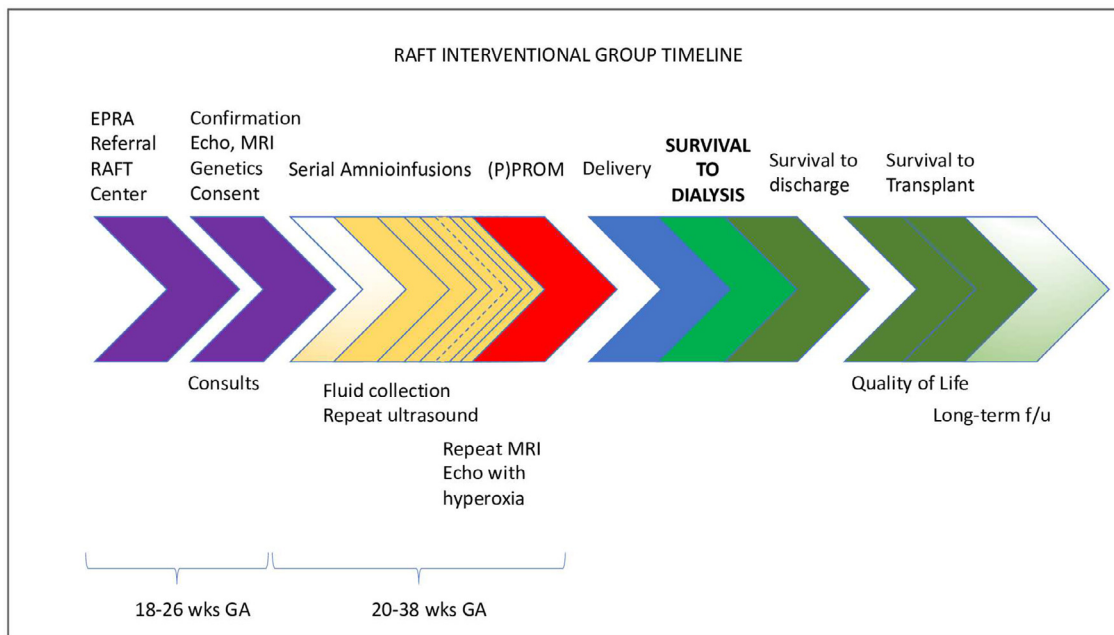 RAFT INTERVENTIONAL GROUP TIMELINE
EPRA
Referral
RAFT
Center
Confirmation
Echo, MRI
Genetics
Consent
Serial Amnioinfusions
(P)PROM
Delivery
SURVIVAL
TO
DIALYSIS
Survival to
discharge
Survival to
Transplant
Consults
Fluid collection
Repeat ultrasound
Repeat MRI
Echo with
hyperoxia
Quality of Life
Long-term f/u
18-26 wks GA
20-38 wks GA